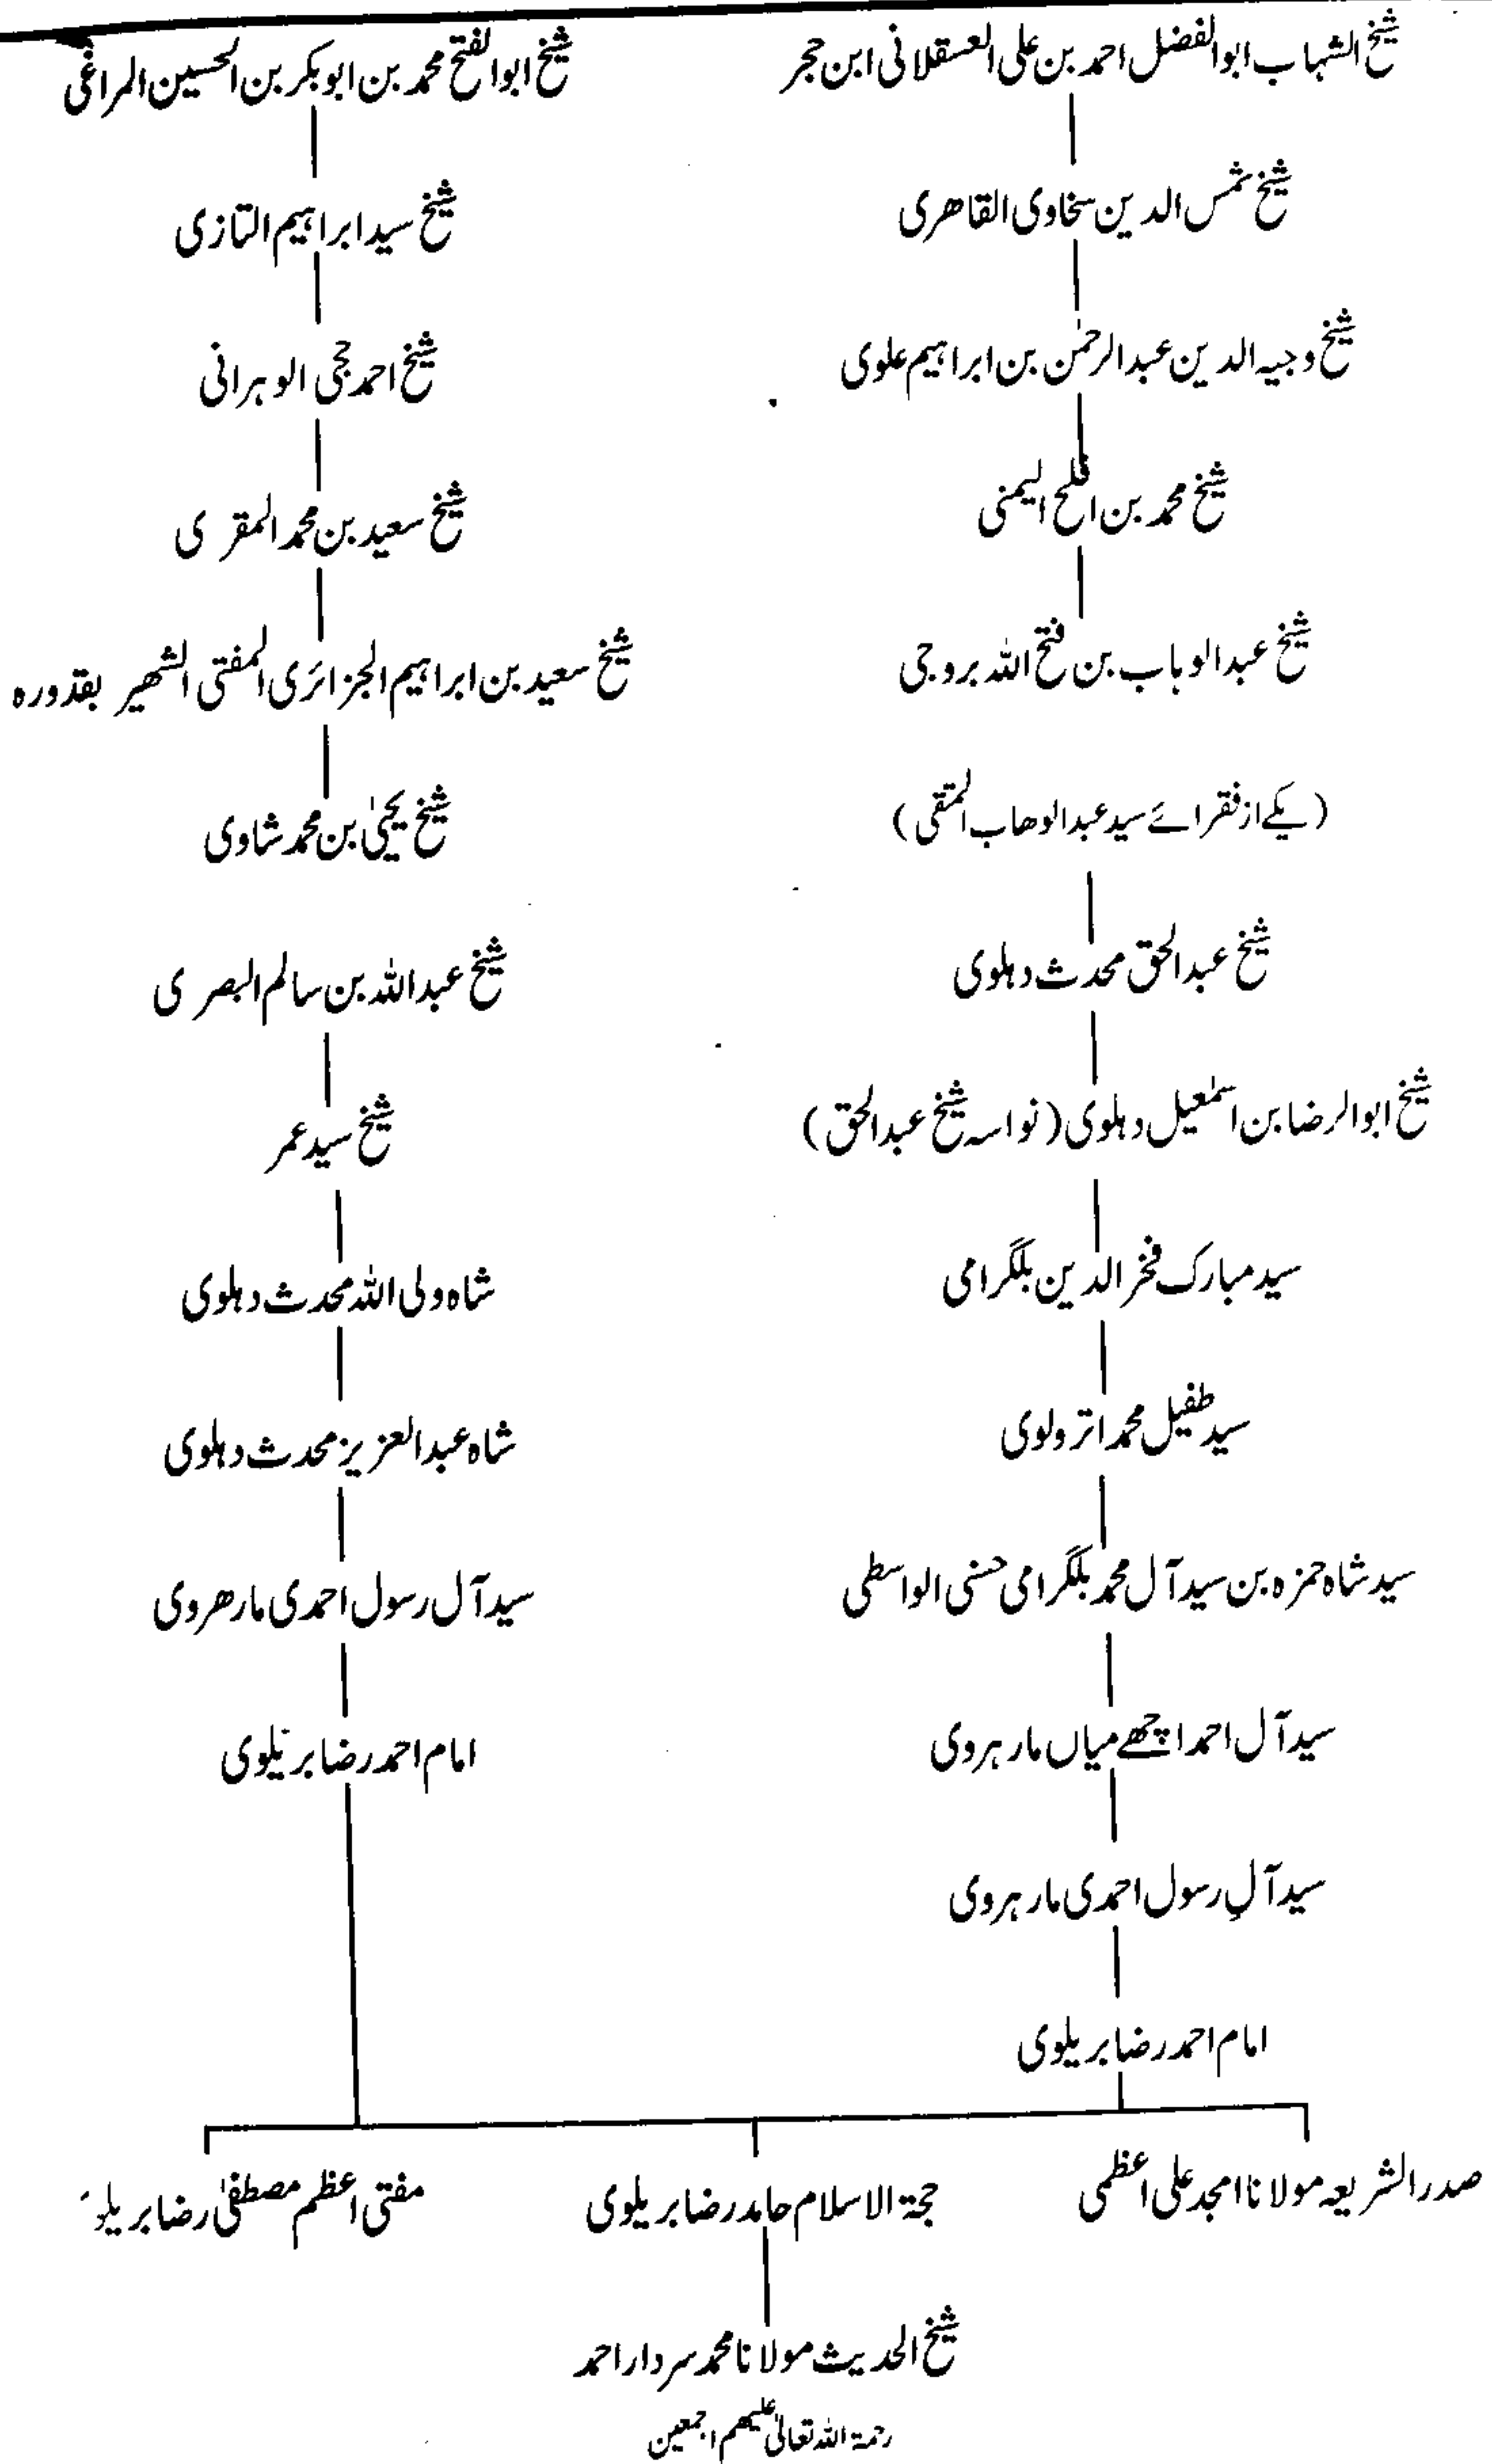 شیخ الشہاب ابوالفضل احمد بن علی العسقلانی ابن حجر
شیخ شمس الدین سخاوی القاھری
شیخ وجیہ الدین عبدالرحمٰن بن ابراہیم علوی
شیخ محمد بن افلح الیمنی
شیخ عبدالوہاب بن فتح اللہ بروجی
(یکے از فقرائے سید عبدالوھاب المتقی)
شیخ عبدالحق محدث دہلوی
شیخ ابوالرضا بن اسمٰعیل دہلوی (نواسہ شیخ عبدالحق)
سید مبارک فخر الدین بلگرامی
سید طفیل محمد اترولوی
سید شاہ حمزہ بن سید آل محمد بلگرامی حسنی الواسطی
سید آل احمد اچھے میاں مارہروی
سید آلِ رسول احمدی مارہروی
امام احمد رضا بریلوی
شیخ ابوالفتح محمد بن ابوبکر بن الحسین المراغی
شیخ سید ابراہیم التازی
شیخ احمد حجی الوہرانی
شیخ سعید بن محمد المقری
شیخ سعید بن ابراہیم الجزائری المفتی الشھیر بقدورہ
شیخ یحییٰ بن محمد شاوی
شیخ عبداللہ بن سالم البصری
شیخ سید عمر
شاہ ولی اللہ محدث دہلوی
شاہ عبدالعزیز محدث دہلوی
سید آل رسول احمدی مارھروی
امام احمد رضا بریلوی
صدر الشریعہ مولانا امجد علی اعظمی
حجۃ الاسلام حامد رضا بریلوی
مفتی اعظم مصطفیٰ رضا
شیخ الحدیث مولانا محمد سردار احمد
رحمۃ اللہ تعالیٰ علیھم اجمعین